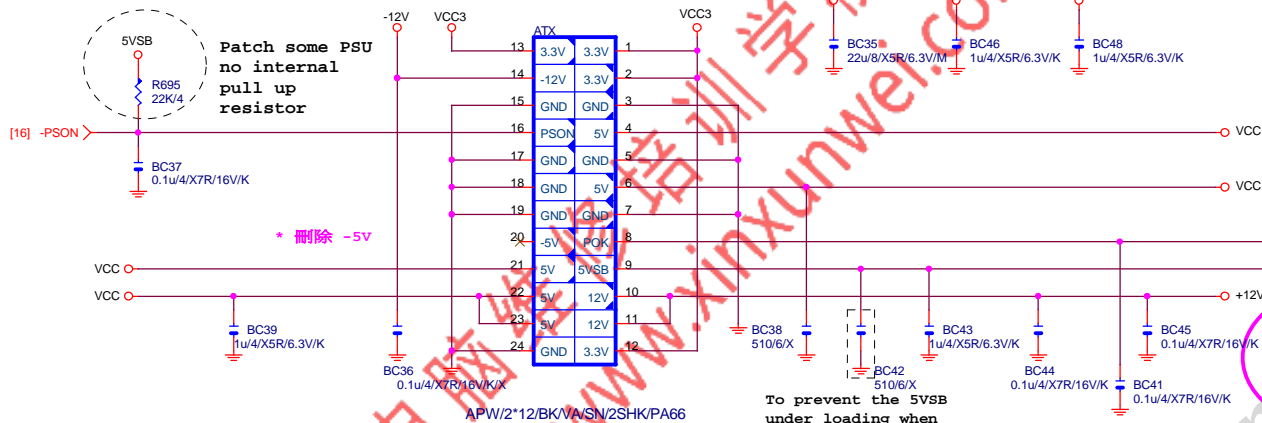 -12V
VCC3
VCC3
5VSB
Patch some PSU
no internal
pull up
resistor
R695
22K/4
[16] -PSON
BC37
0.1u/4/X7R/16V/K
* 刪除 -5V
VCC
VCC
BC39
1u/4/X5R/6.3V/K
BC36
0.1u/4/X7R/16V/K/X
ATX
13 3.3V 3.3V 1
14 -12V 3.3V 2
15 GND GND 3
16 PSON 5V 4
17 GND GND 5
18 GND 5V 6
19 GND GND 7
20 -5V POK 8
21 5V 5VSB 9
22 5V 12V 10
23 5V 12V 11
24 GND 3.3V 12
APW/2*12/BK/VA/SN/2SHK/PA66
BC35
22u/8/X5R/6.3V/M
BC46
1u/4/X5R/6.3V/K
BC48
1u/4/X5R/6.3V/K
VCC
VCC
+12V
BC38
510/6/X
BC42
510/6/X
BC43
1u/4/X5R/6.3V/K
BC44
0.1u/4/X7R/16V/K
BC45
0.1u/4/X7R/16V/K
BC41
0.1u/4/X7R/16V/K
To prevent the 5VSB
under loading when
脑维修培训学
www.xinxunwei.co